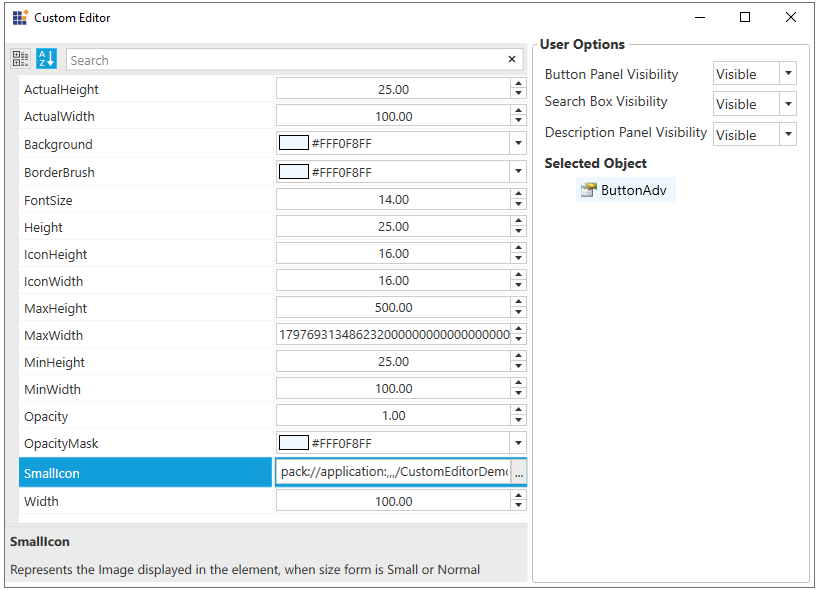 Custom Editor
Search
ActualHeight 25.00
ActualWidth 100.00
Background #FFF0F8FF
BorderBrush #FFF0F8FF
FontSize 14.00
Height 25.00
IconHeight 16.00
IconWidth 16.00
MaxHeight 500.00
MaxWidth 179769313486232000000000000000000
MinHeight 25.00
MinWidth 100.00
Opacity 1.00
OpacityMask #FFF0F8FF
SmallIcon pack://application:,,,/CustomEditorDemo ...
Width 100.00
SmallIcon
Represents the Image displayed in the element, when size form is Small or Normal
User Options
Button Panel Visibility Visible
Search Box Visibility Visible
Description Panel Visibility Visible
Selected Object
ButtonAdv